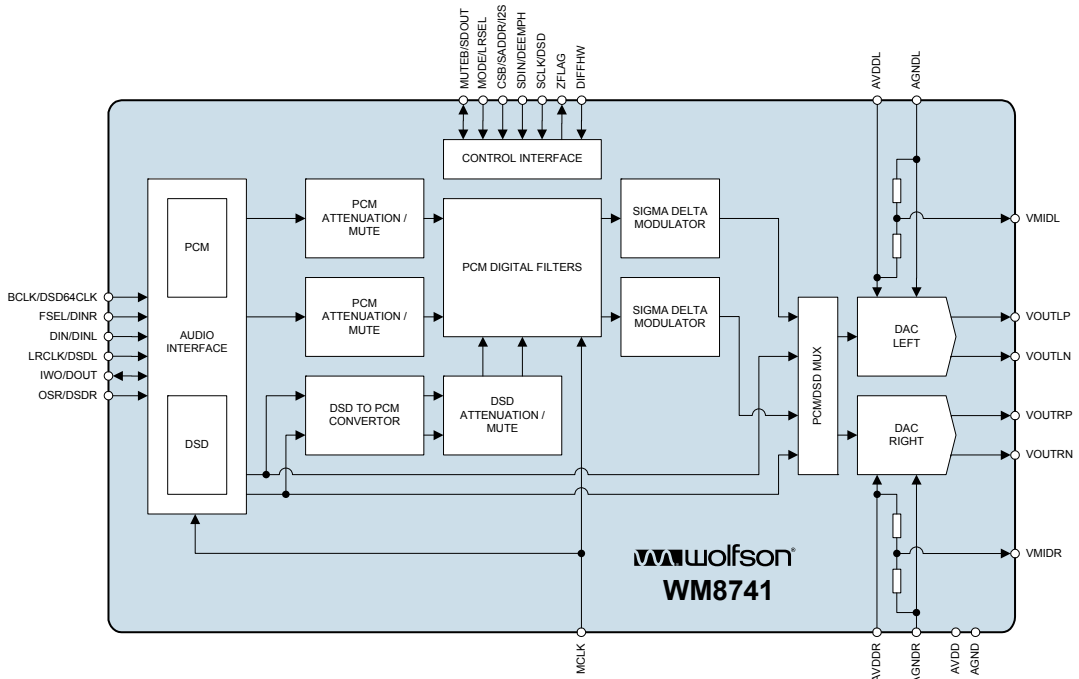 MUTEB/SDOUT
MODE/LRSEL
CSB/SADDR/I2S
SDIN/DEEMPH
SCLK/DSD
ZFLAG
DIFFHW
AVDDL
AGNDL
CONTROL INTERFACE
PCM
ATTENUATION /
MUTE
SIGMA DELTA
MODULATOR
PCM
PCM DIGITAL FILTERS
VMIDL
BCLK/DSD64CLK
FSEL/DINR
DIN/DINL
LRCLK/DSDL
IWO/DOUT
OSR/DSDR
AUDIO
INTERFACE
PCM
ATTENUATION /
MUTE
SIGMA DELTA
MODULATOR
PCM/DSD MUX
DAC
LEFT
VOUTLP
VOUTLN
DSD
DSD TO PCM
CONVERTOR
DSD
ATTENUATION /
MUTE
DAC
RIGHT
VOUTRP
VOUTRN
wolfson®
WM8741
VMIDR
MCLK
AVDDR
AGNDR
AVDD
AGND